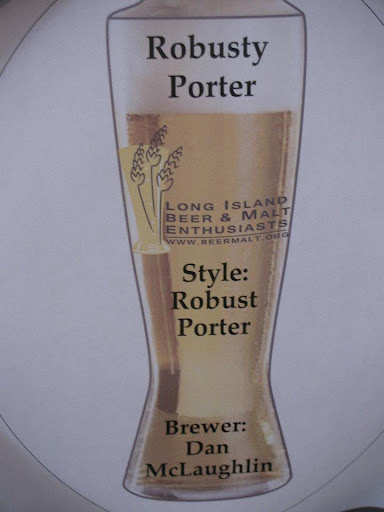 Robusty
Porter
LONG ISLAND
BEER & MALT
ENTHUSIASTS
WWW.BEERMALT.ORG
Style:
Robust
Porter
Brewer:
Dan
McLaughlin